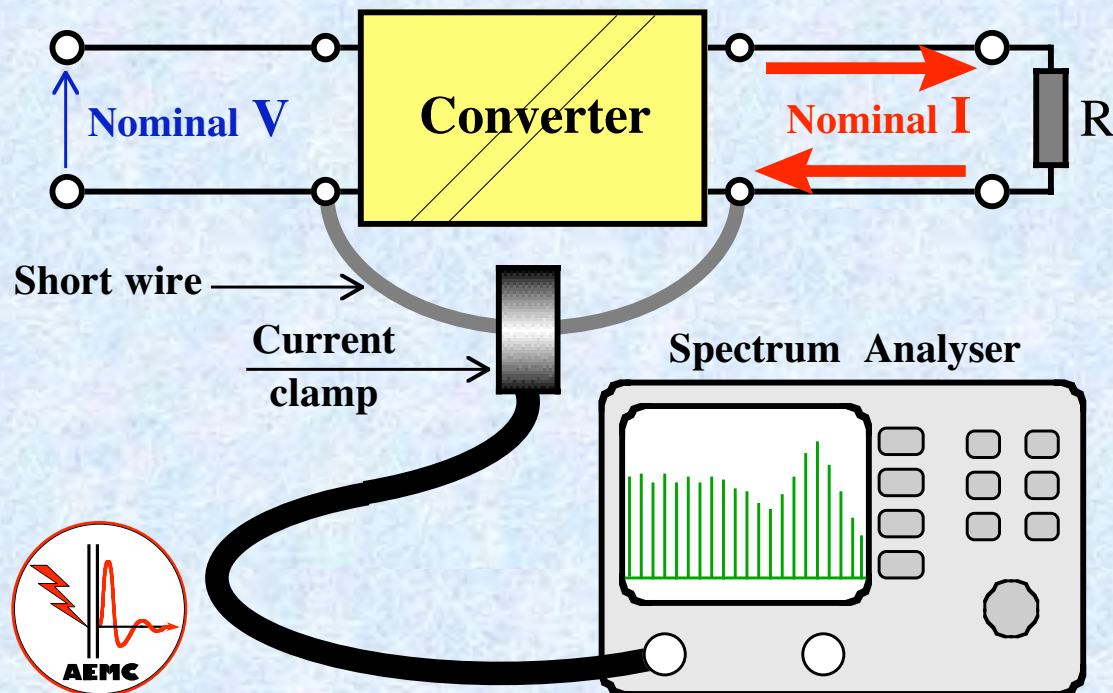 Nominal V
Converter
Nominal I
R
Short wire
Current
clamp
Spectrum Analyser
AEMC